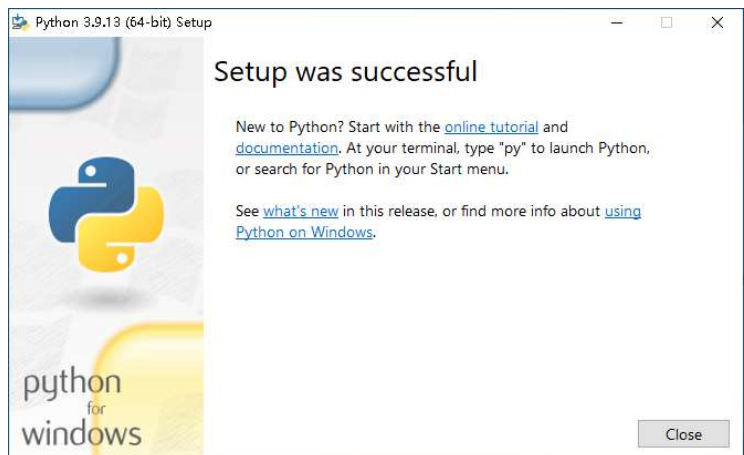 Python 3.9.13 (64-bit) Setup
Setup was successful
New to Python? Start with the online tutorial and
documentation. At your terminal, type "py" to launch Python,
or search for Python in your Start menu.
See what's new in this release, or find more info about using
Python on Windows.
python
for
windows
Close